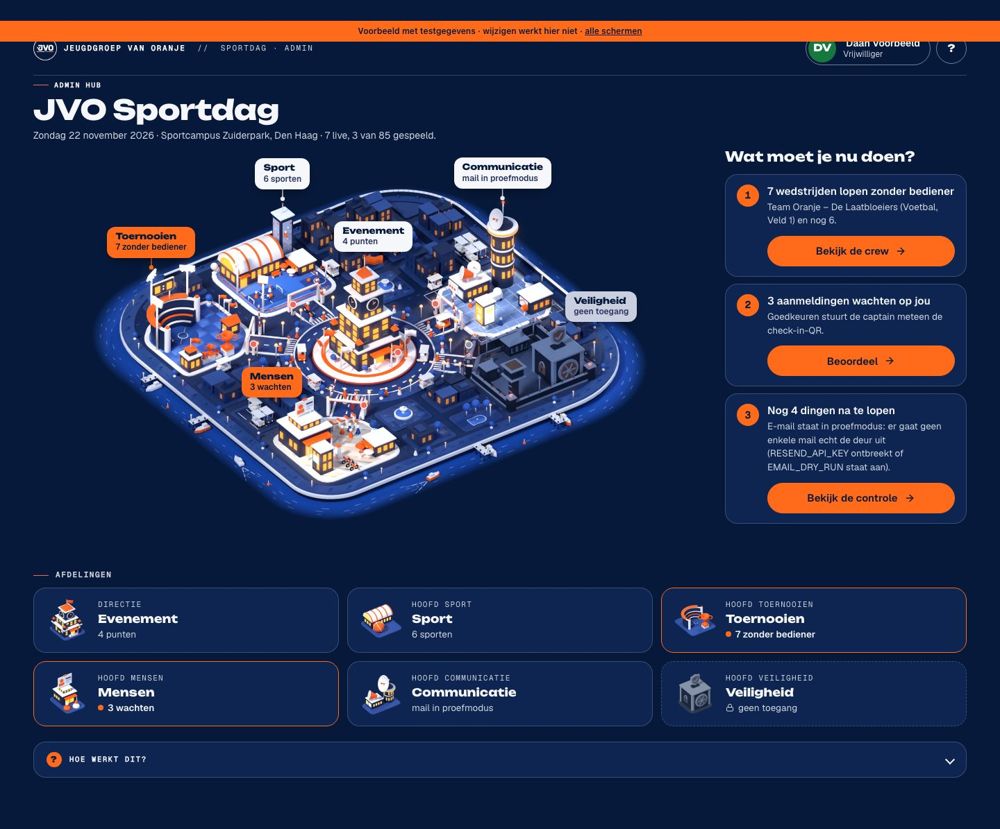 Voorbeeld met testgegevens · wijzigen werkt hier niet · alle schermen
JVO JEUGDGROEP VAN ORANJE // SPORTDAG · ADMIN
DV Daan Voorbeeld
Vrijwilliger
?
ADMIN HUB
JVO Sportdag
Zondag 22 november 2026 · Sportcampus Zuiderpark, Den Haag · 7 live, 3 van 85 gespeeld.
Sport
6 sporten
Communicatie
mail in proefmodus
Toernooien
7 zonder bediener
Evenement
4 punten
Veiligheid
geen toegang
Mensen
3 wachten
Wat moet je nu doen?
1 7 wedstrijden lopen zonder bediener
Team Oranje – De Laatbloeiers (Voetbal,
Veld 1) en nog 6.
Bekijk de crew →
2 3 aanmeldingen wachten op jou
Goedkeuren stuurt de captain meteen de
check-in-QR.
Beoordeel →
3 Nog 4 dingen na te lopen
E-mail staat in proefmodus: er gaat geen
enkele mail echt de deur uit
(RESEND_API_KEY ontbreekt of
EMAIL_DRY_RUN staat aan).
Bekijk de controle →
AFDELINGEN
DIRECTIE
Evenement
4 punten
HOOFD SPORT
Sport
6 sporten
HOOFD TOERNOOIEN
Toernooien
7 zonder bediener
HOOFD MENSEN
Mensen
3 wachten
HOOFD COMMUNICATIE
Communicatie
mail in proefmodus
HOOFD VEILIGHEID
Veiligheid
geen toegang
? HOE WERKT DIT?